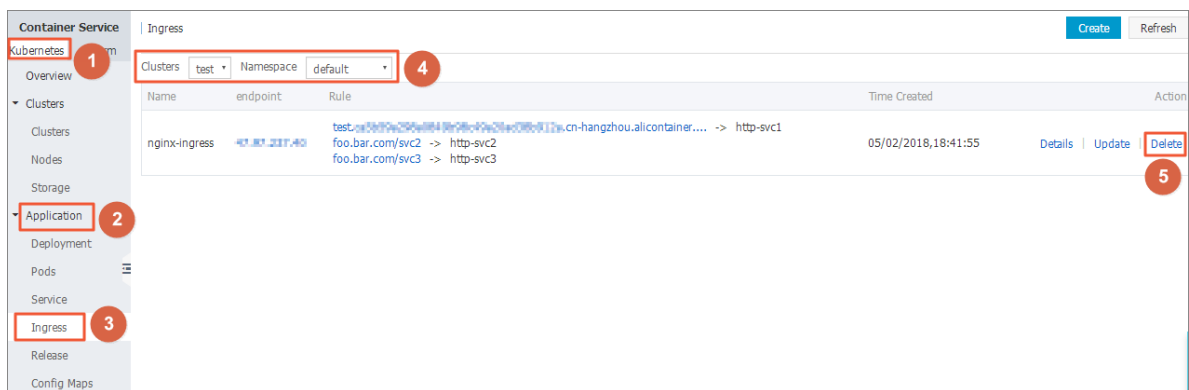 Container Service
Kubernetes
1
Overview
Clusters
Clusters
Nodes
Storage
Application
2
Deployment
Pods
Service
Ingress
3
Release
Config Maps
Ingress
Create Refresh
Clusters test Namespace default
4
Name endpoint Rule Time Created Action
nginx-ingress
test. .cn-hangzhou.alicontainer.... -> http-svc1
foo.bar.com/svc2 -> http-svc2
foo.bar.com/svc3 -> http-svc3
05/02/2018,18:41:55
Details Update Delete
5